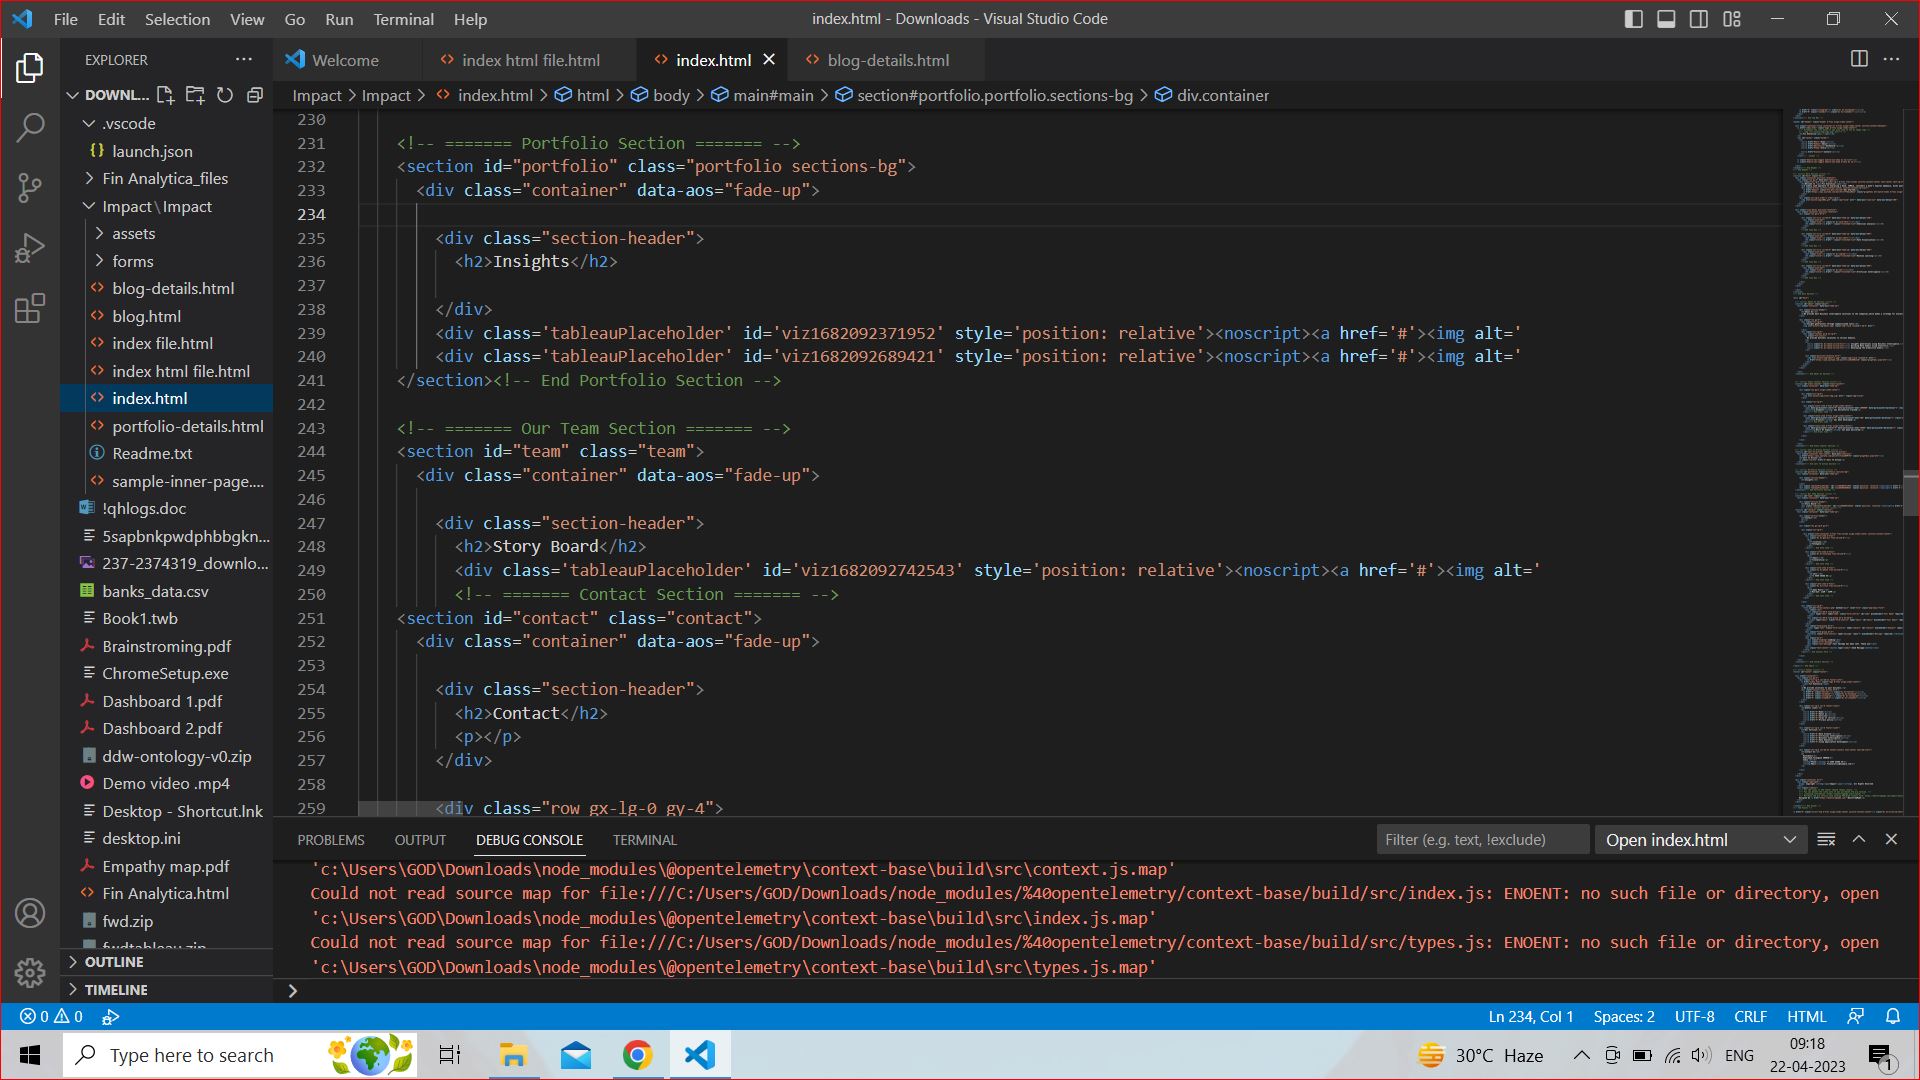 File Edit Selection View Go Run Terminal Help
index.html - Downloads - Visual Studio Code
EXPLORER
Welcome
index html file.html
index.html
blog-details.html
DOWNL...
Impact > Impact > index.html > html > body > main#main > section#portfolio.portfolio.sections-bg > div.container
.vscode
launch.json
Fin Analytica_files
Impact \ Impact
assets
forms
blog-details.html
blog.html
index file.html
index html file.html
index.html
portfolio-details.html
Readme.txt
sample-inner-page....
!qhlogs.doc
5sapbnkpwdphbbgkn...
237-2374319_downlo...
banks_data.csv
Book1.twb
Brainstroming.pdf
ChromeSetup.exe
Dashboard 1.pdf
Dashboard 2.pdf
ddw-ontology-v0.zip
Demo video .mp4
Desktop - Shortcut.lnk
desktop.ini
Empathy map.pdf
Fin Analytica.html
fwd.zip
fwdtableau.zip
OUTLINE
TIMELINE
230
231 <!-- ======= Portfolio Section ======= -->
232 <section id="portfolio" class="portfolio sections-bg">
233 <div class="container" data-aos="fade-up">
234
235 <div class="section-header">
236 <h2>Insights</h2>
237
238 </div>
239 <div class='tableauPlaceholder' id='viz1682092371952' style='position: relative'><noscript><a href='#'><img alt='
240 <div class='tableauPlaceholder' id='viz1682092689421' style='position: relative'><noscript><a href='#'><img alt='
241 </section><!-- End Portfolio Section -->
242
243 <!-- ======= Our Team Section ======= -->
244 <section id="team" class="team">
245 <div class="container" data-aos="fade-up">
246
247 <div class="section-header">
248 <h2>Story Board</h2>
249 <div class='tableauPlaceholder' id='viz1682092742543' style='position: relative'><noscript><a href='#'><img alt='
250 <!-- ======= Contact Section ======= -->
251 <section id="contact" class="contact">
252 <div class="container" data-aos="fade-up">
253
254 <div class="section-header">
255 <h2>Contact</h2>
256 <p></p>
257 </div>
258
259 <div class="row gx-lg-0 gy-4">
PROBLEMS OUTPUT DEBUG CONSOLE TERMINAL
Filter (e.g. text, !exclude)
Open index.html
'c:\Users\GOD\Downloads\node_modules\@opentelemetry\context-base\build\src\context.js.map'
Could not read source map for file:///C:/Users/GOD/Downloads/node_modules/%40opentelemetry/context-base/build/src/index.js: ENOENT: no such file or directory, open
'c:\Users\GOD\Downloads\node_modules\@opentelemetry\context-base\build\src\index.js.map'
Could not read source map for file:///C:/Users/GOD/Downloads/node_modules/%40opentelemetry/context-base/build/src/types.js: ENOENT: no such file or directory, open
'c:\Users\GOD\Downloads\node_modules\@opentelemetry\context-base\build\src\types.js.map'
0 0
Ln 234, Col 1 Spaces: 2 UTF-8 CRLF HTML
Type here to search
30°C Haze
ENG
09:18
22-04-2023
1